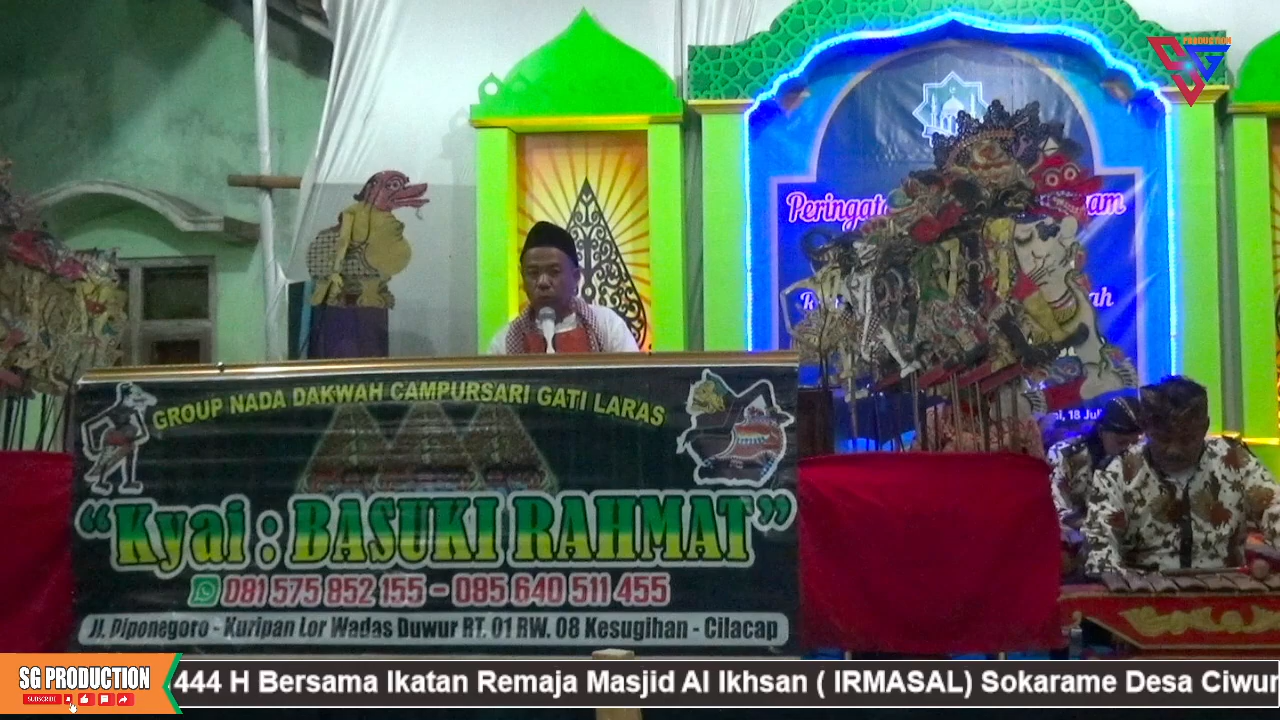 PRODUCTION
Peringat
am
ah
18 Jul
GROUP NADA DAKWAH CAMPURSARI GATI LARAS
"Kyai : BASUKI RAHMAT"
081 575 852 155 - 085 640 511 455
Jl. Diponegoro - Kuripan Lor Wadas Duwur RT. 01 RW. 08 Kesugihan - Cilacap
SG PRODUCTION
SUBSCRIBE
444 H Bersama Ikatan Remaja Masjid Al Ikhsan ( IRMASAL) Sokarame Desa Ciwur